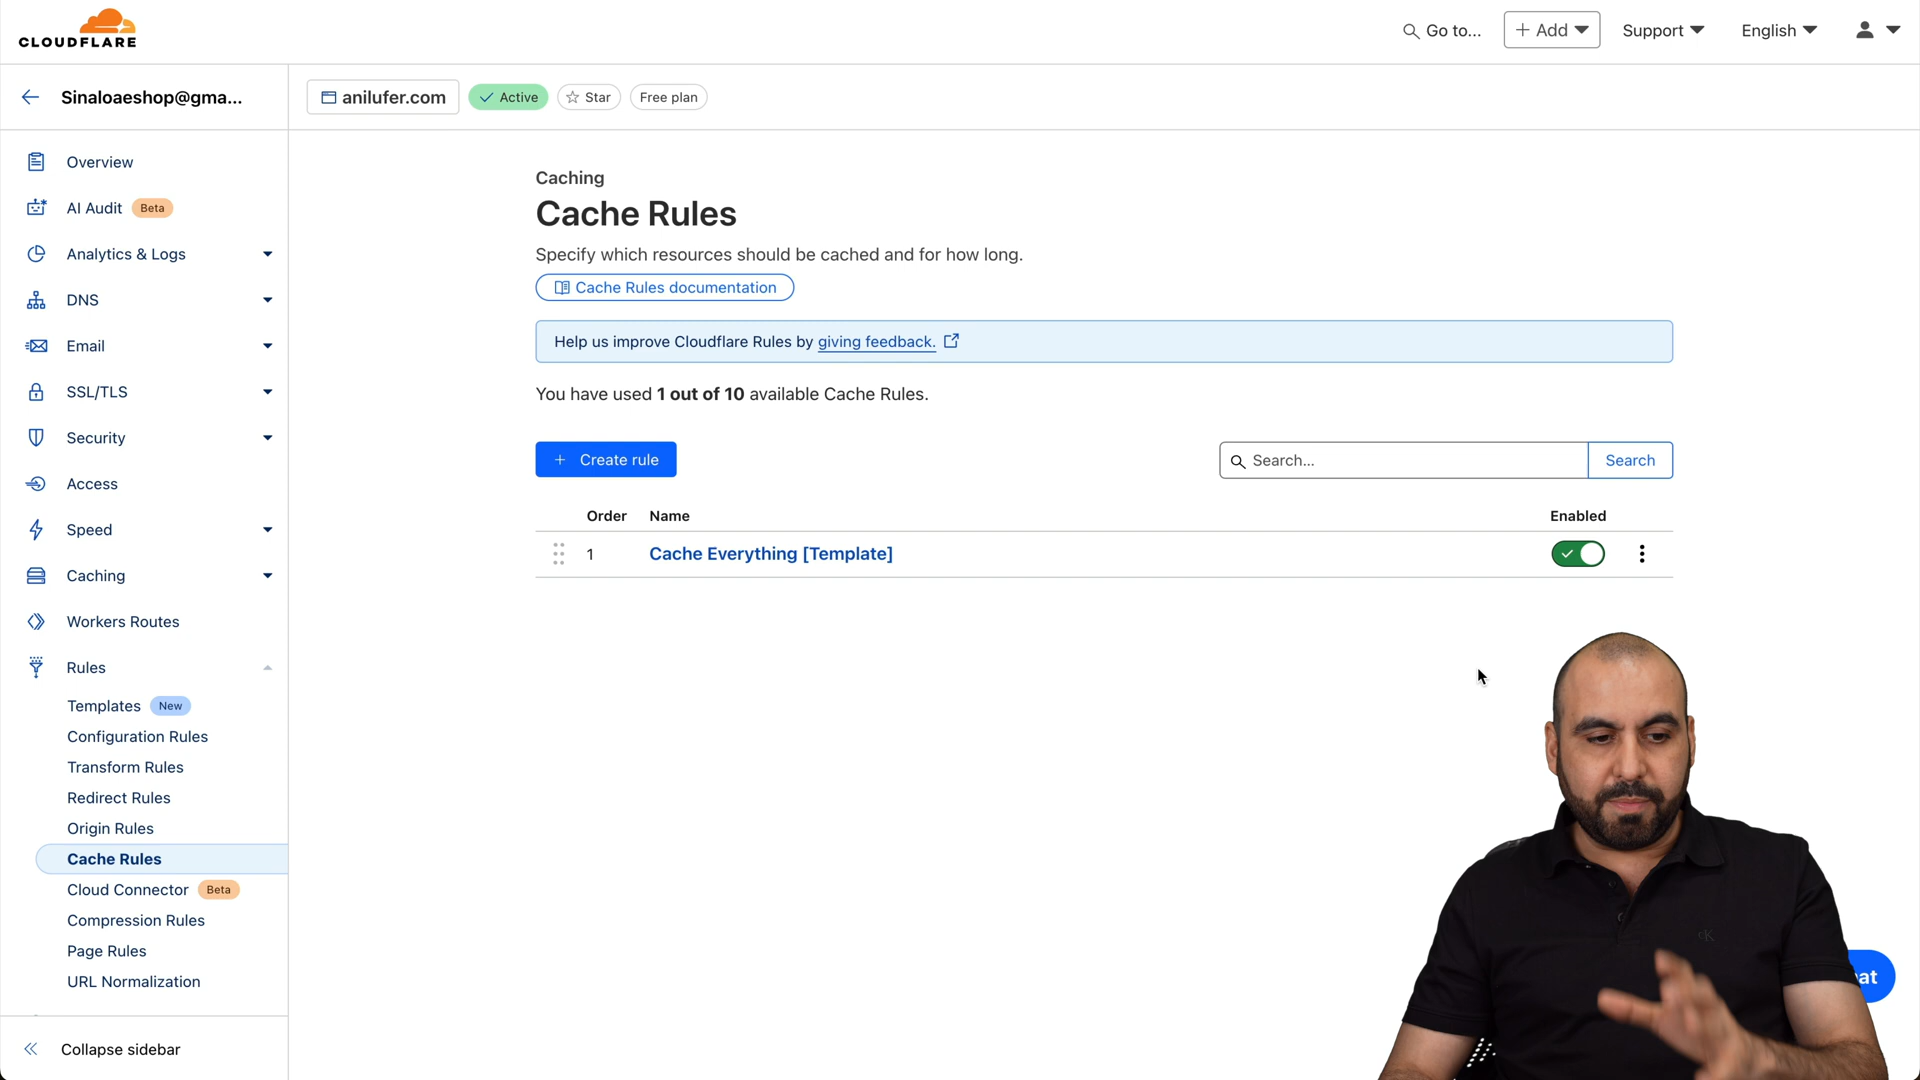 CLOUDFLARE
Go to...
+ Add
Support
English
Sinaloaeshop@gma...
anilufer.com
Active
Star
Free plan
Overview
AI Audit Beta
Analytics & Logs
DNS
Email
SSL/TLS
Security
Access
Speed
Caching
Workers Routes
Rules
Templates New
Configuration Rules
Transform Rules
Redirect Rules
Origin Rules
Cache Rules
Cloud Connector Beta
Compression Rules
Page Rules
URL Normalization
Collapse sidebar
Caching
Cache Rules
Specify which resources should be cached and for how long.
Cache Rules documentation
Help us improve Cloudflare Rules by giving feedback.
You have used 1 out of 10 available Cache Rules.
+ Create rule
Search...
Search
Order Name Enabled
1 Cache Everything [Template]
cK
at